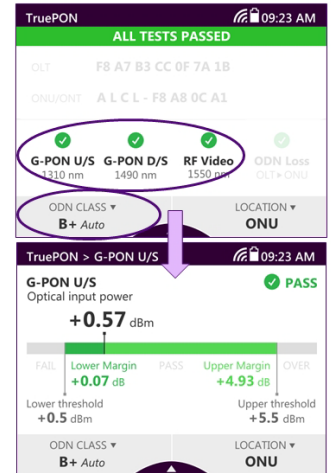 TruePON 09:23 AM
ALL TESTS PASSED
OLT F8 A7 B3 CC 0F 7A 1B
ONU/ONT A L C L - F8 A8 0C A1
G-PON U/S G-PON D/S RF Video ODN Loss
1310 nm 1490 nm 1550 nm OLT▸ONU
ODN CLASS ▾ LOCATION ▾
B+ Auto ONU
TruePON > G-PON U/S 09:23 AM
G-PON U/S PASS
Optical input power
+0.57 dBm
FAIL Lower Margin PASS Upper Margin OVER
+0.07 dB +4.93 dB
Lower threshold Upper threshold
+0.5 dBm +5.5 dBm
ODN CLASS ▾ LOCATION ▾
B+ Auto ONU